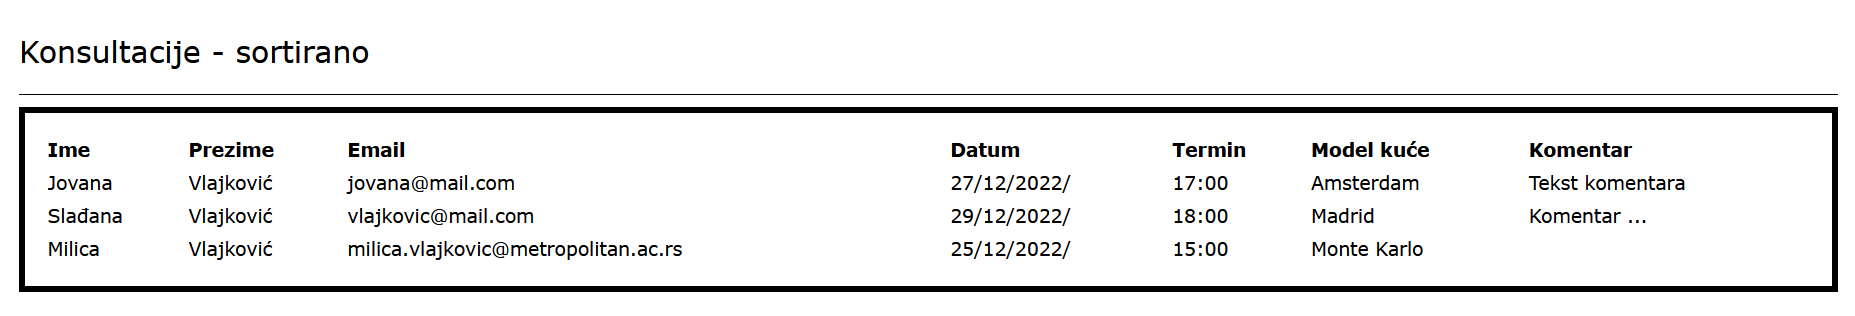 Konsultacije - sortirano
Ime Prezime Email Datum Termin Model kuće Komentar
Jovana Vlajković jovana@mail.com 27/12/2022/ 17:00 Amsterdam Tekst komentara
Slađana Vlajković vlajkovic@mail.com 29/12/2022/ 18:00 Madrid Komentar ...
Milica Vlajković milica.vlajkovic@metropolitan.ac.rs 25/12/2022/ 15:00 Monte Karlo